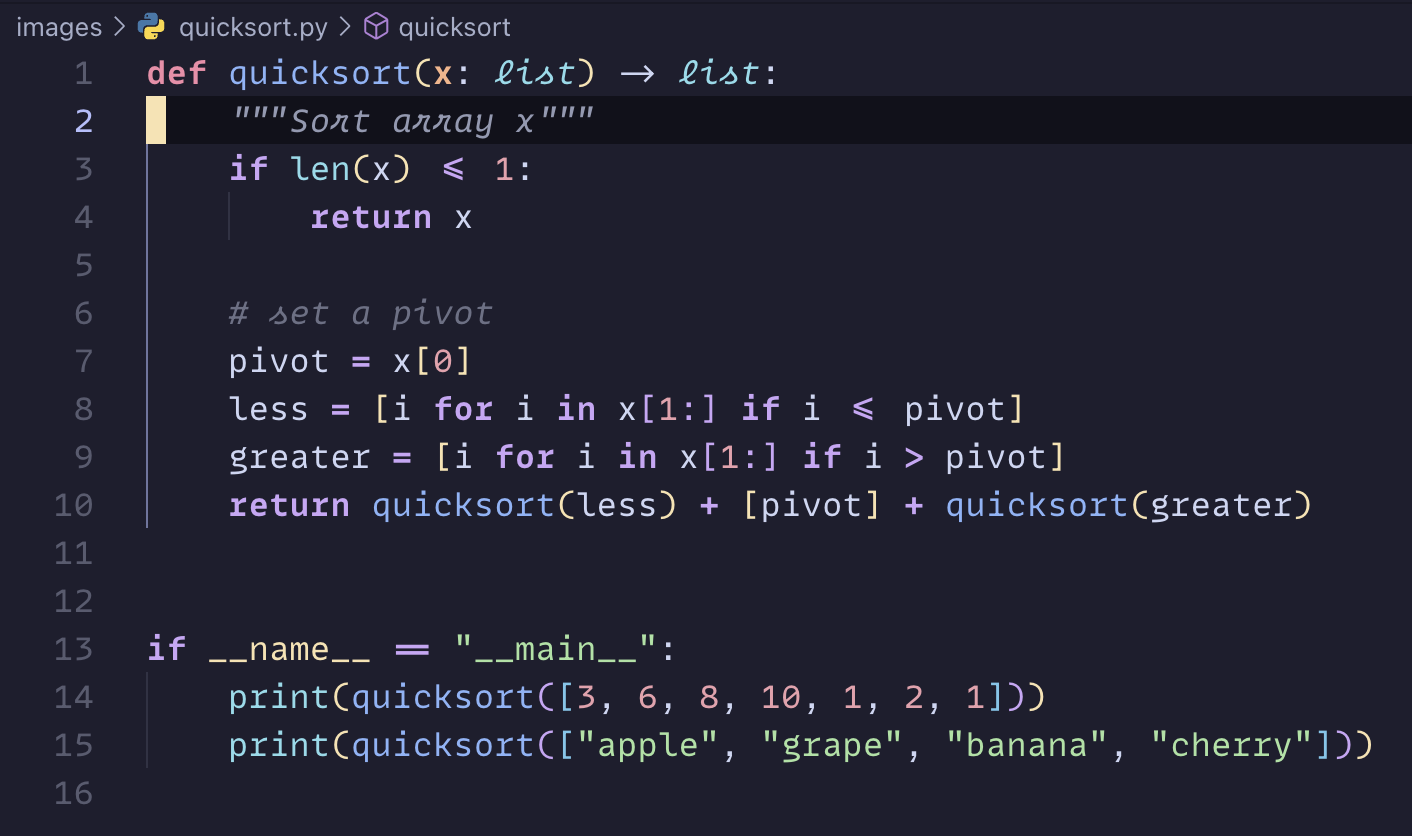 images > quicksort.py > quicksort
1 def quicksort(x: list) -> list:
2     """Sort array x"""
3     if len(x) <= 1:
4         return x
5
6     # set a pivot
7     pivot = x[0]
8     less = [i for i in x[1:] if i <= pivot]
9     greater = [i for i in x[1:] if i > pivot]
10     return quicksort(less) + [pivot] + quicksort(greater)
11
12
13 if __name__ == "__main__":
14     print(quicksort([3, 6, 8, 10, 1, 2, 1]))
15     print(quicksort(["apple", "grape", "banana", "cherry"]))
16